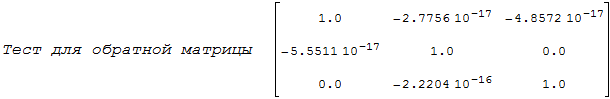 1.0 -2.7756 10^-17 -4.8572 10^-17
Тест для обратной матрицы -5.5511 10^-17 1.0 0.0
0.0 -2.2204 10^-16 1.0